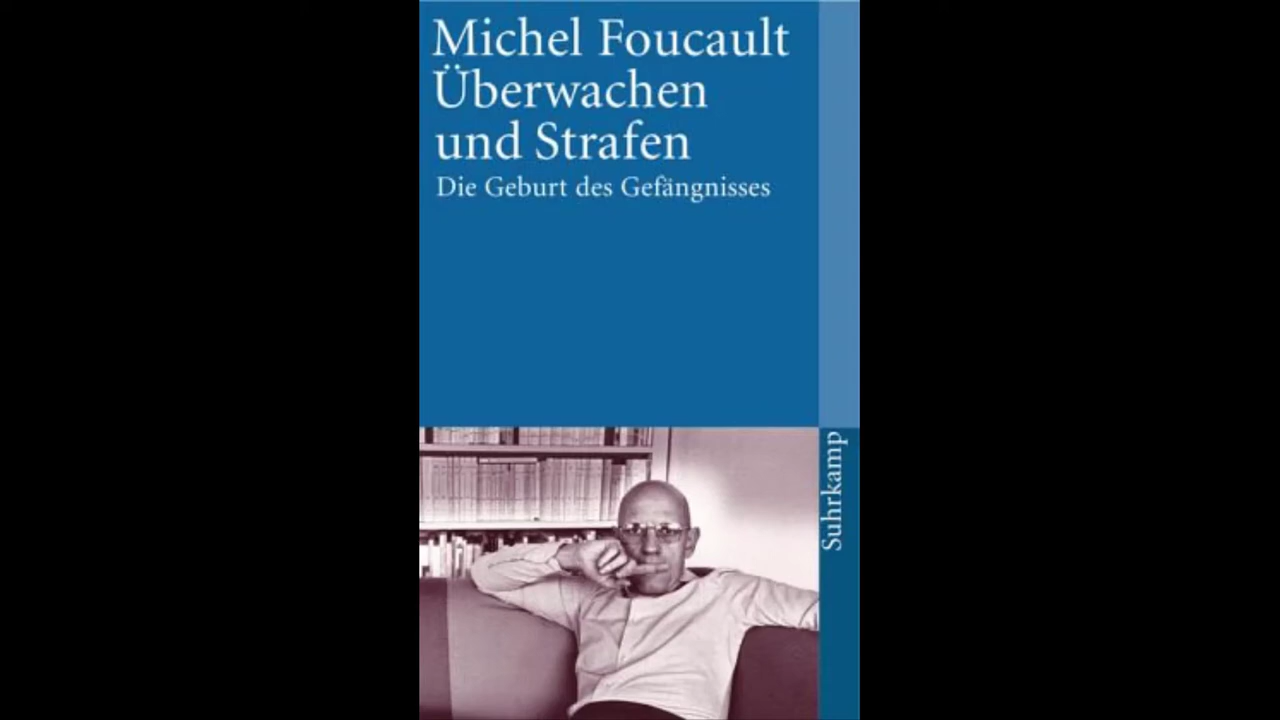 Michel Foucault
Überwachen
und Strafen
Die Geburt des Gefängnisses
Suhrkamp